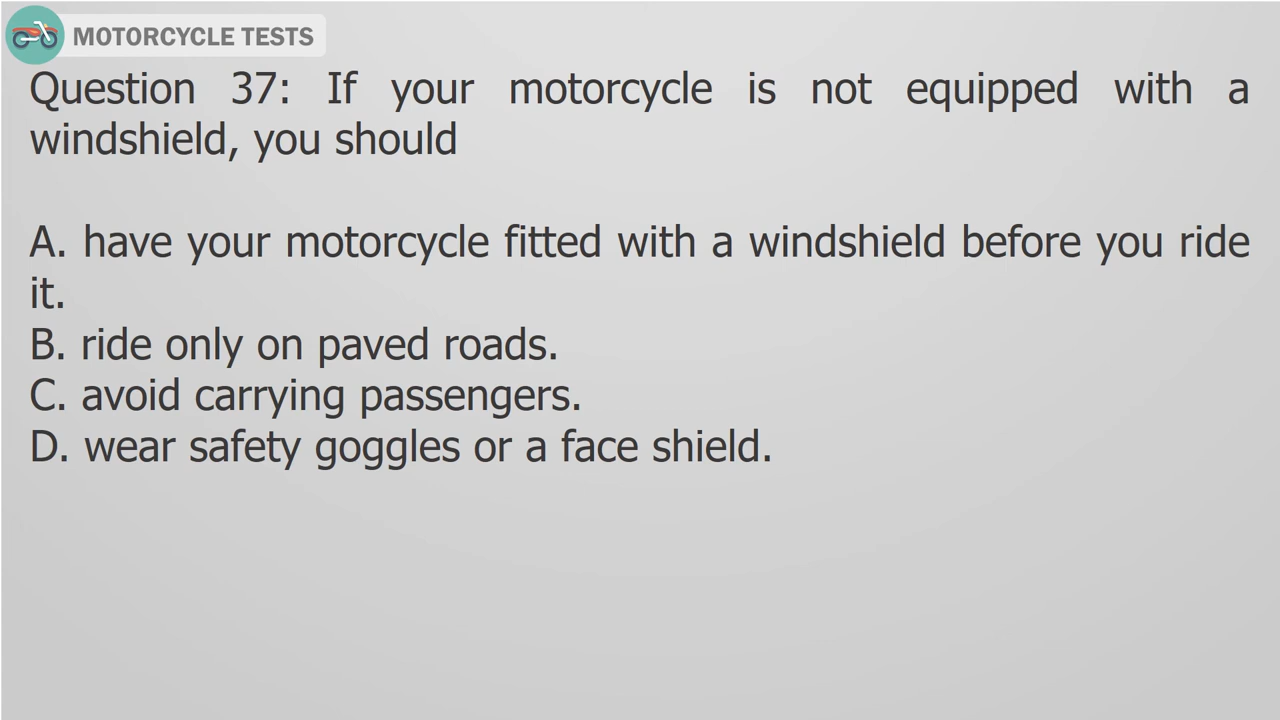 MOTORCYCLE TESTS
Question 37: If your motorcycle is not equipped with a
windshield, you should
A. have your motorcycle fitted with a windshield before you ride
it.
B. ride only on paved roads.
C. avoid carrying passengers.
D. wear safety goggles or a face shield.